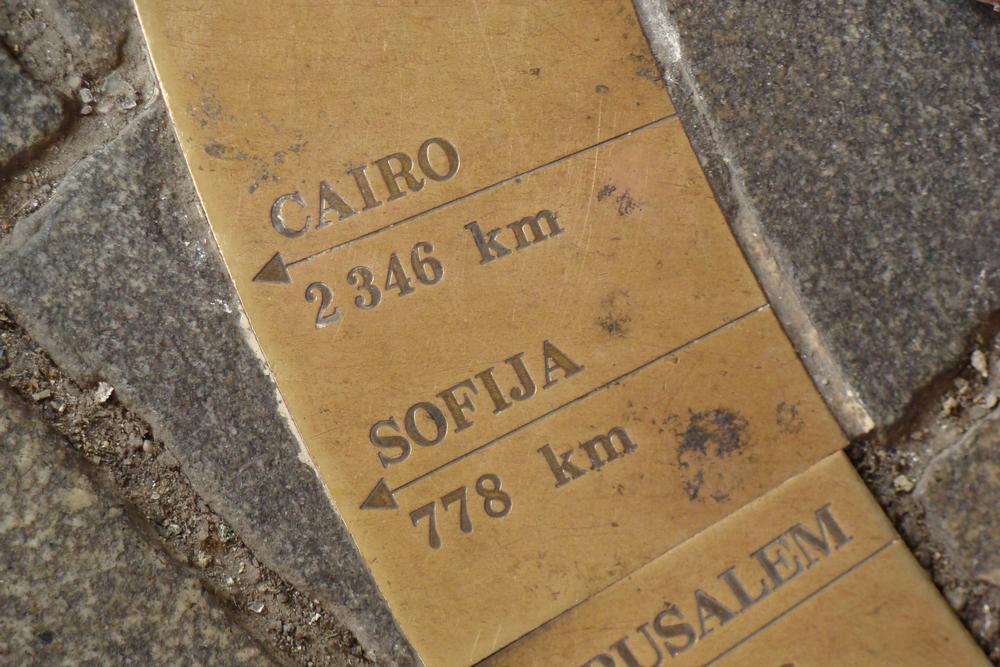 CAIRO
2 346 km
SOFIJA
778 km
RUSALEM